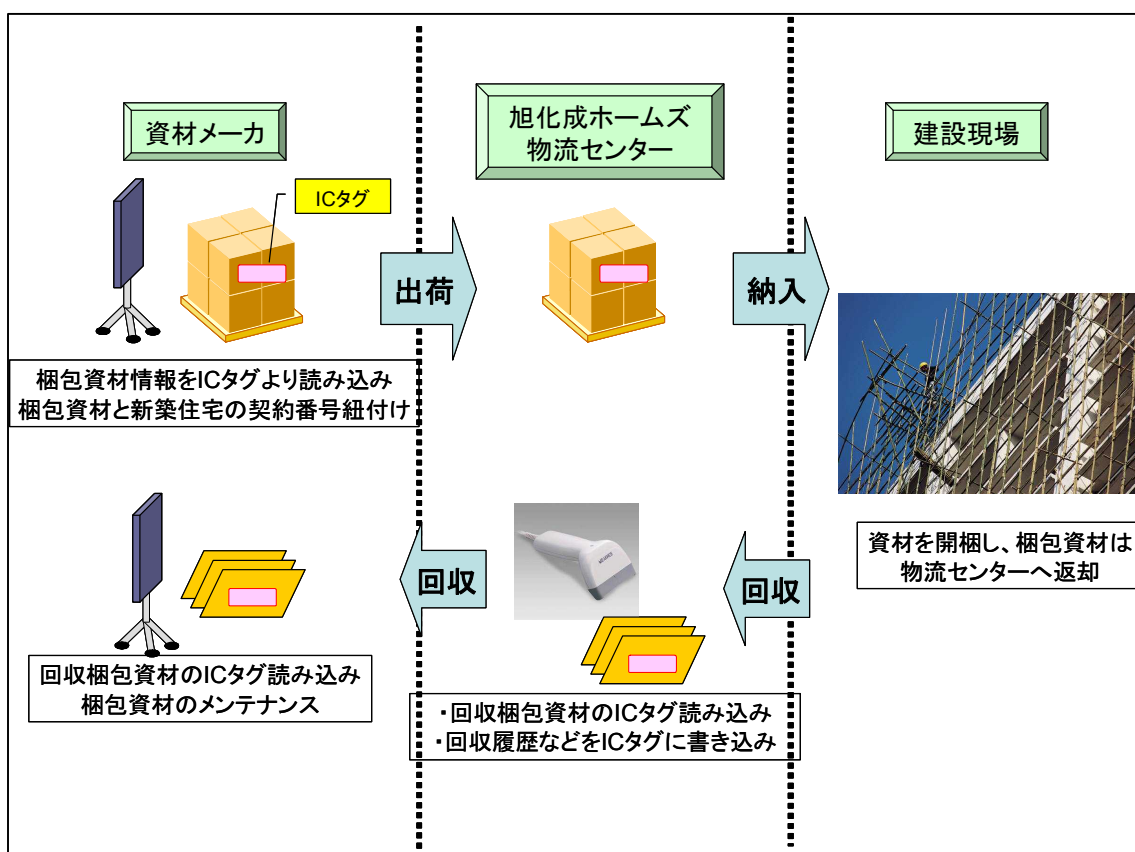 資材メーカ
旭化成ホームズ
物流センター
建設現場
ICタグ
出荷
納入
梱包資材情報をICタグより読み込み
梱包資材と新築住宅の契約番号紐付け
資材を開梱し、梱包資材は
物流センターへ返却
回収
回収
回収梱包資材のICタグ読み込み
梱包資材のメンテナンス
・回収梱包資材のICタグ読み込み
・回収履歴などをICタグに書き込み